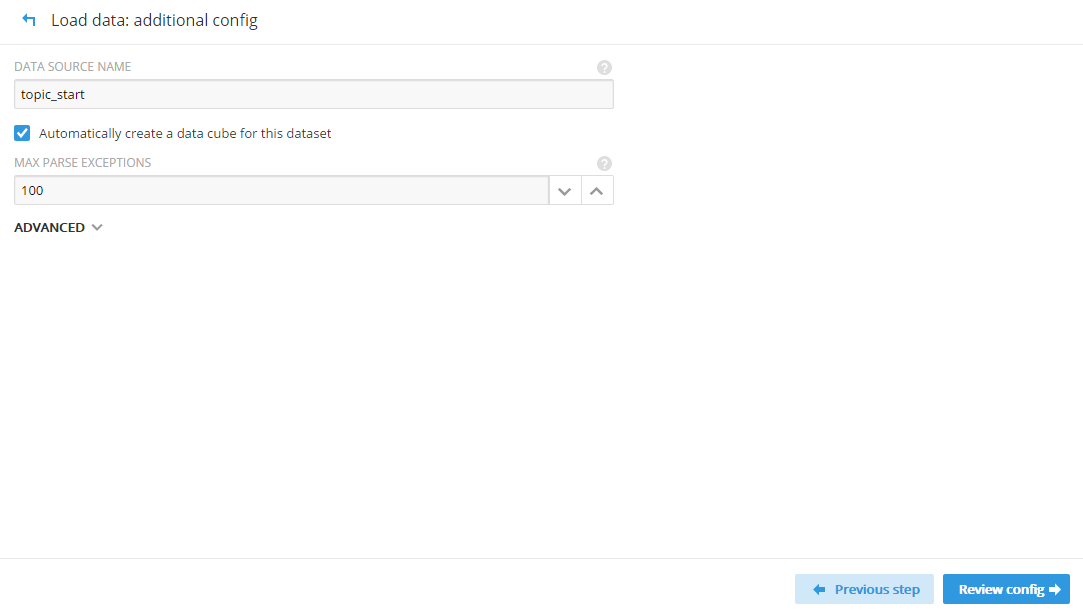 Load data: additional config
DATA SOURCE NAME ?
topic_start
Automatically create a data cube for this dataset
MAX PARSE EXCEPTIONS ?
100
ADVANCED
Previous step Review config